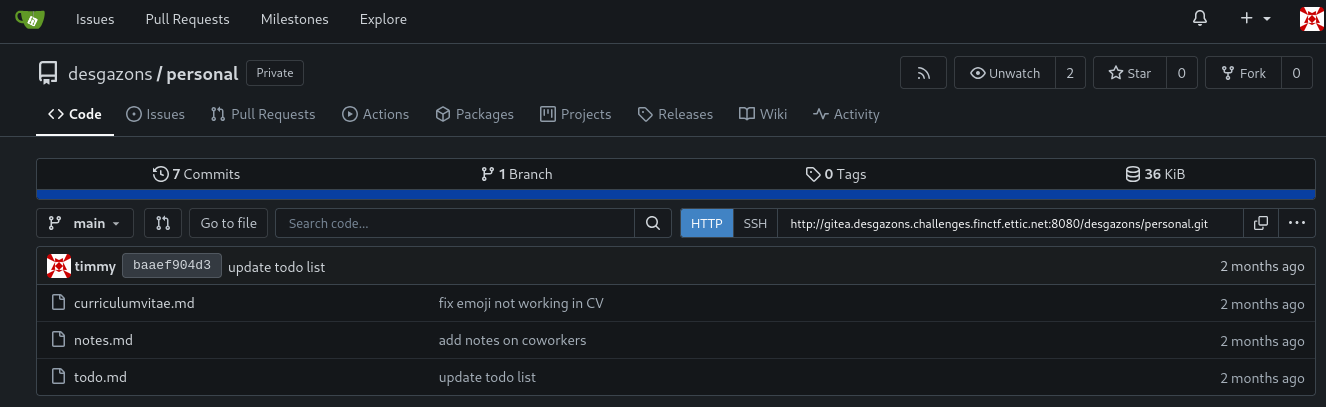 Issues Pull Requests Milestones Explore
desgazons / personal Private Unwatch 2 Star 0 Fork 0
Code Issues Pull Requests Actions Packages Projects Releases Wiki Activity
7 Commits 1 Branch 0 Tags 36 KiB
main Go to file Search code... HTTP SSH http://gitea.desgazons.challenges.finctf.ettic.net:8080/desgazons/personal.git
timmy baaef904d3 update todo list 2 months ago
curriculumvitae.md fix emoji not working in CV 2 months ago
notes.md add notes on coworkers 2 months ago
todo.md update todo list 2 months ago